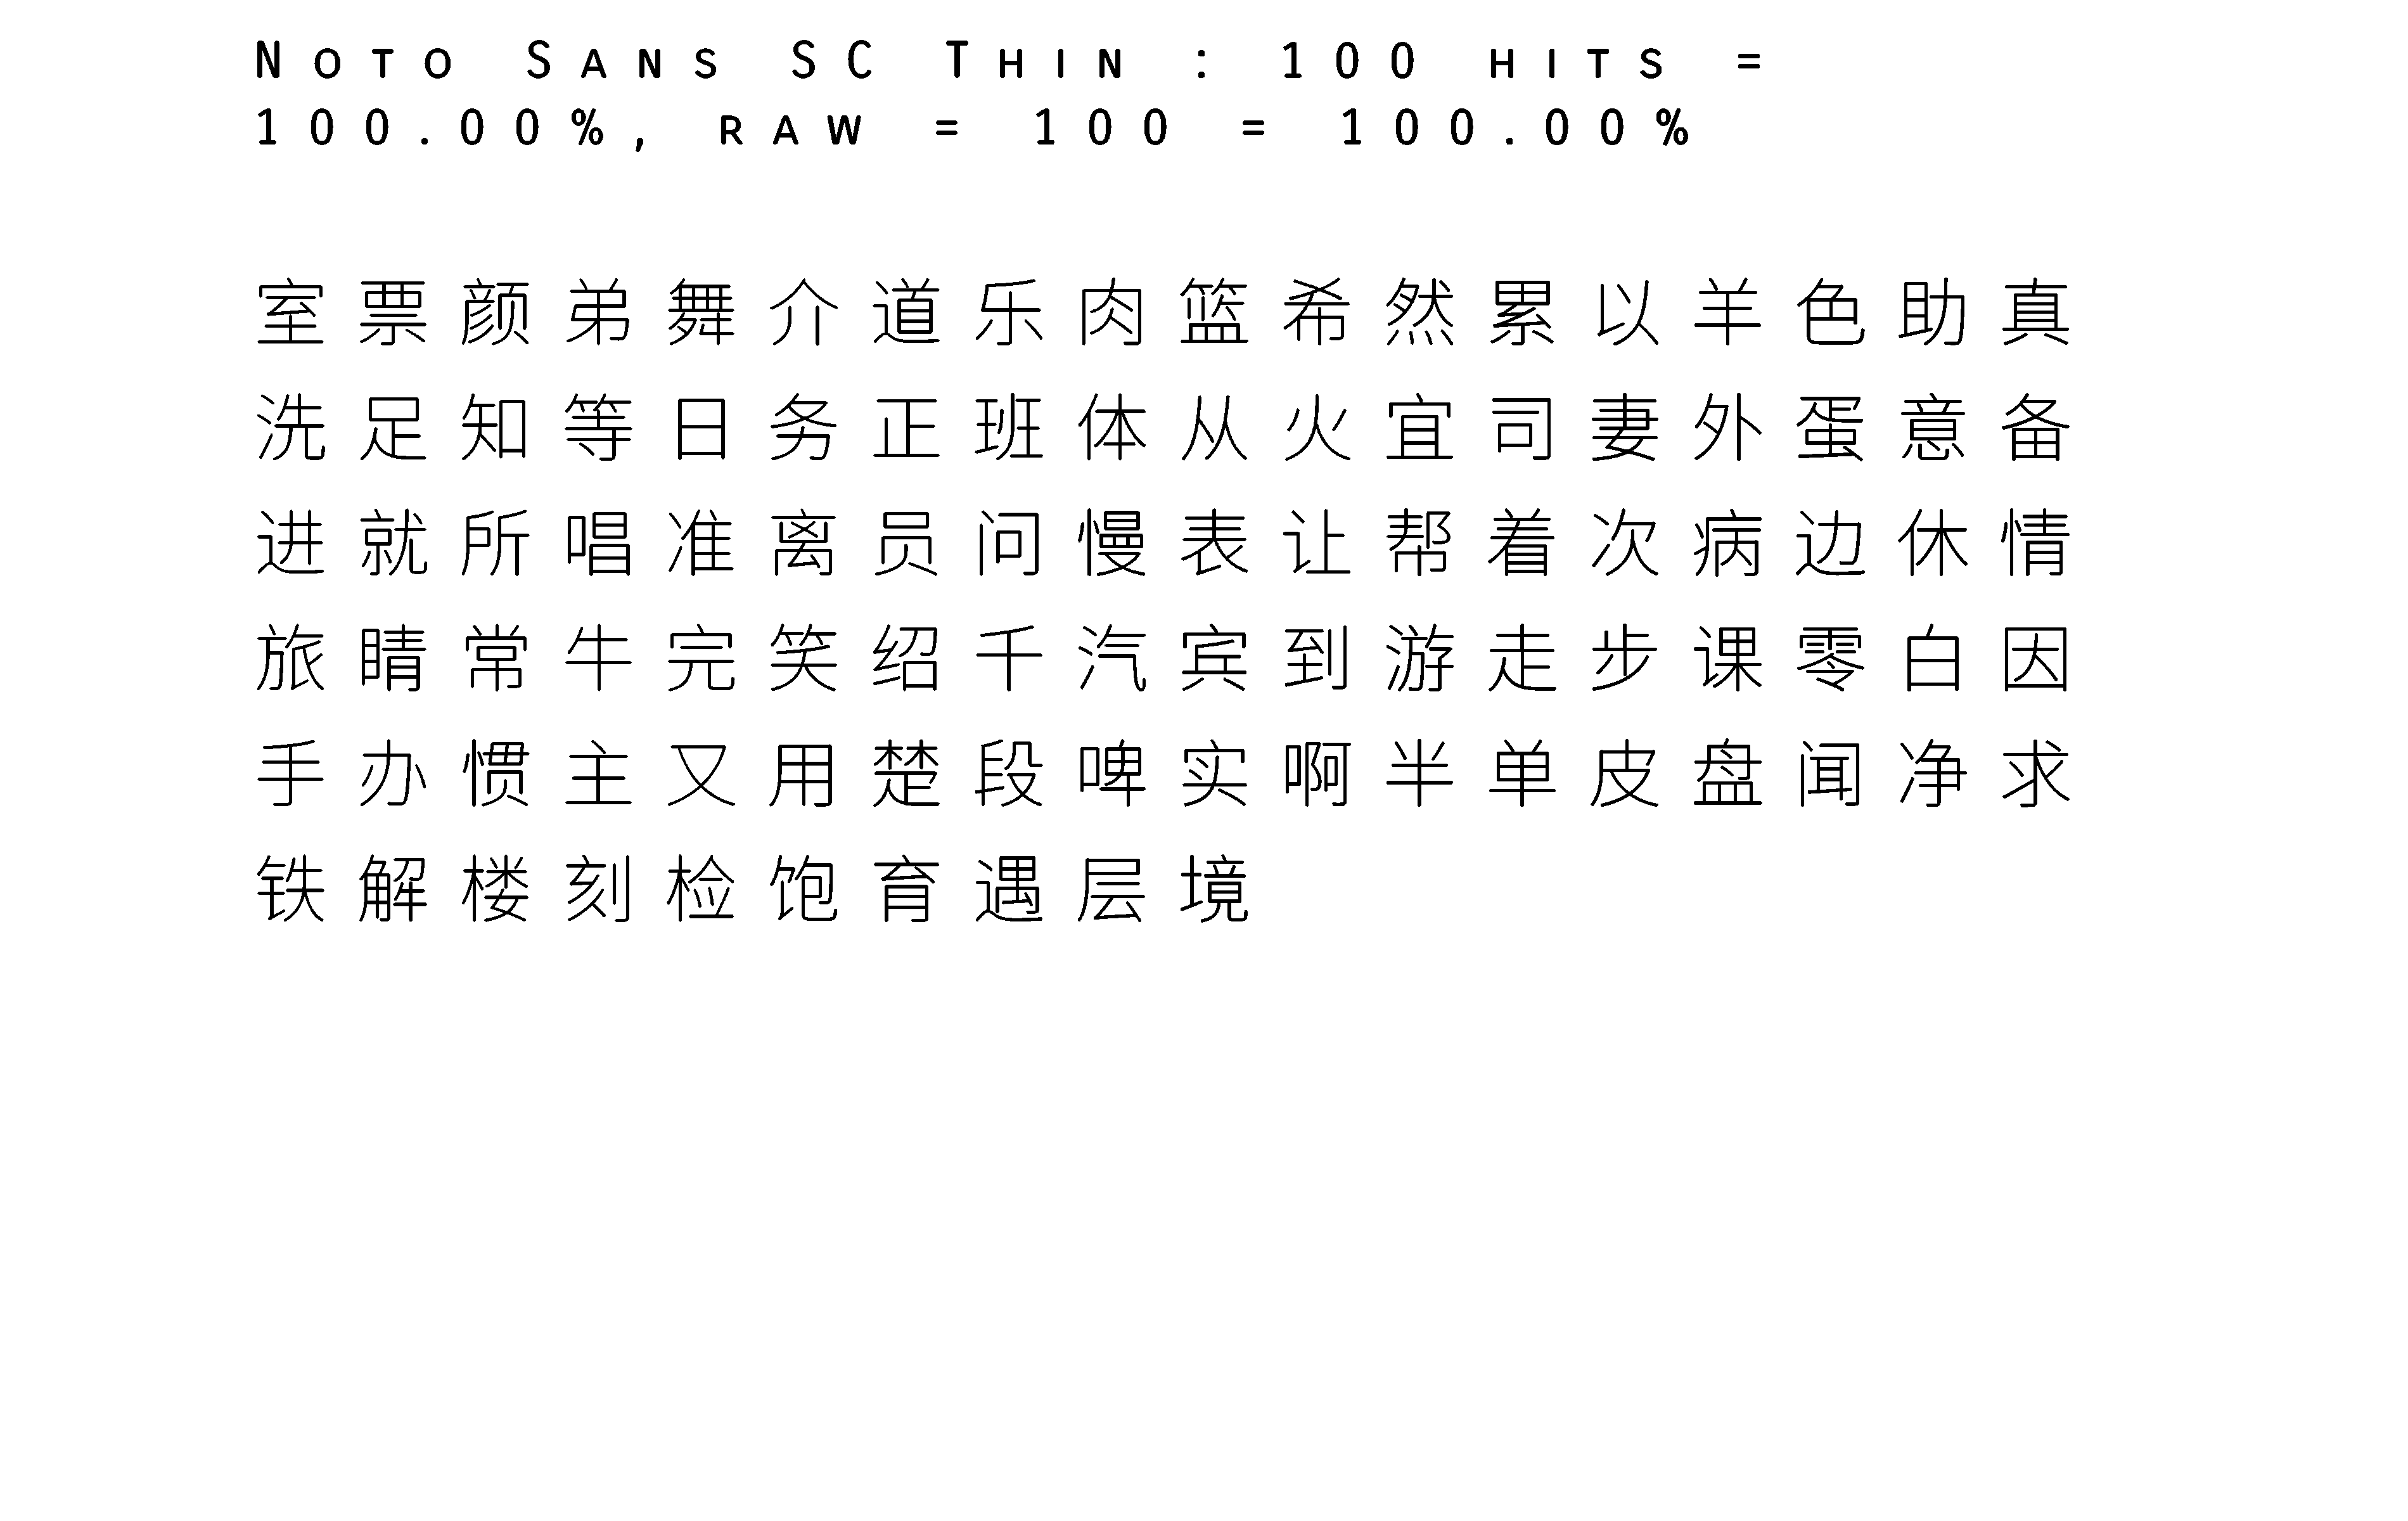 Noto Sans SC Thin : 100 hits =
100.00%, raw = 100 = 100.00%
室票颜弟舞介道乐肉篮希然累以羊色助真
洗足知等日务正班体从火宜司妻外蛋意备
进就所唱准离员问慢表让帮着次病边休情
旅睛常牛完笑绍千汽宾到游走步课零白因
手办惯主又用楚段啤实啊半单皮盘闻净求
铁解楼刻检饱育遇层境